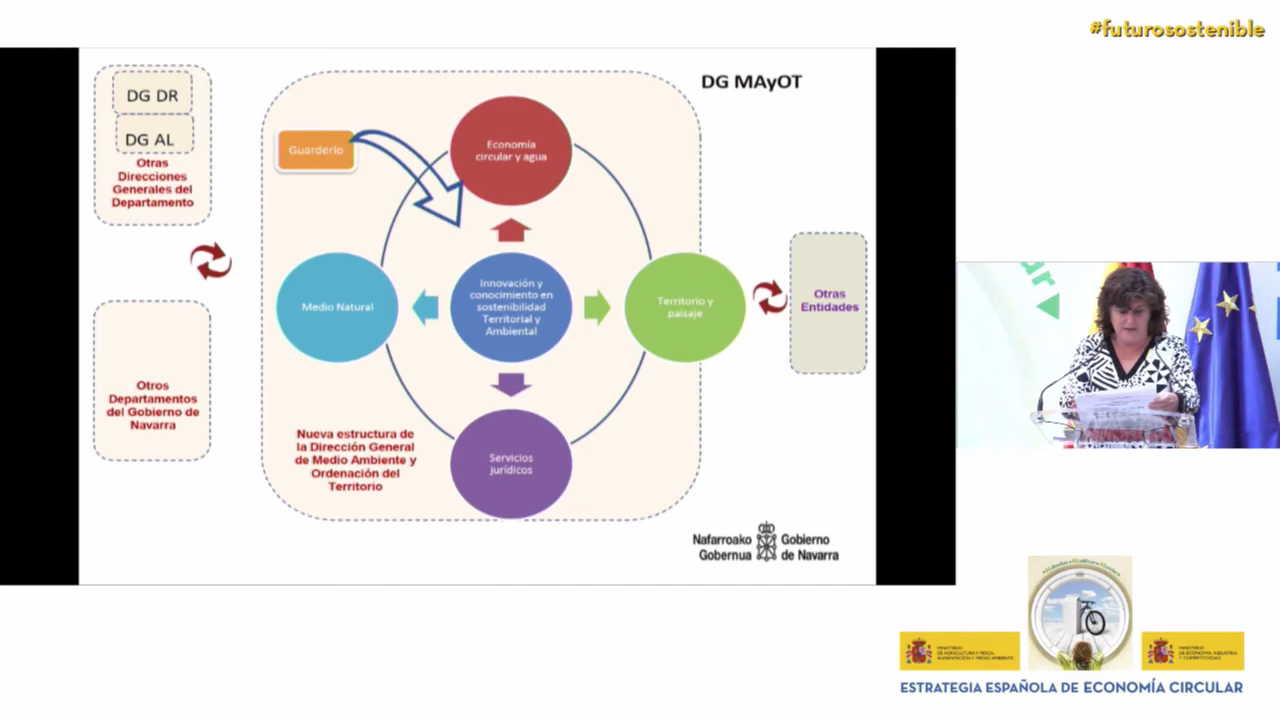 #futurosostenible
DG MAyOT
DG DR
DG AL
Otras
Direcciones
Generales del
Departamento
Guarderío
Economía
circular y agua
Medio Natural
Innovación y
conocimiento en
sostenibilidad
Territorial y
Ambiental
Territorio y
paisaje
Otras
Entidades
Otros
Departamentos
del Gobierno de
Navarra
Nueva estructura de
la Dirección General
de Medio Ambiente y
Ordenación del
Territorio
Servicios
jurídicos
Nafarroako
Gobernua
Gobierno
de Navarra
MINISTERIO
DE AGRICULTURA Y PESCA,
ALIMENTACIÓN Y MEDIO AMBIENTE
MINISTERIO
DE ECONOMÍA, INDUSTRIA
Y COMPETITIVIDAD
ESTRATEGIA ESPAÑOLA DE ECONOMÍA CIRCULAR